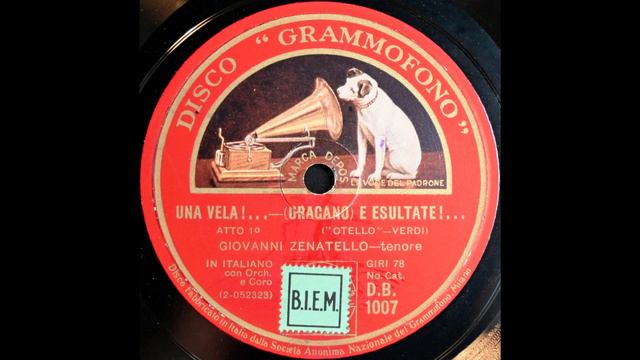 DISCO "GRAMMOFONO"
MARCA DEPOS.
LA VOCE DEL PADRONE
UNA VELA!...—(URAGANO) E ESULTATE!...
ATTO 1º ("OTELLO"—VERDI)
GIOVANNI ZENATELLO—tenore
IN ITALIANO
con Orch.
e Coro
(2-052323)
B.I.E.M.
GIRI 78
No. Cat.
D.B.
1007
Disco Fabbricato in Italia dalla Società Anonima Nazionale del Grammofono Milano